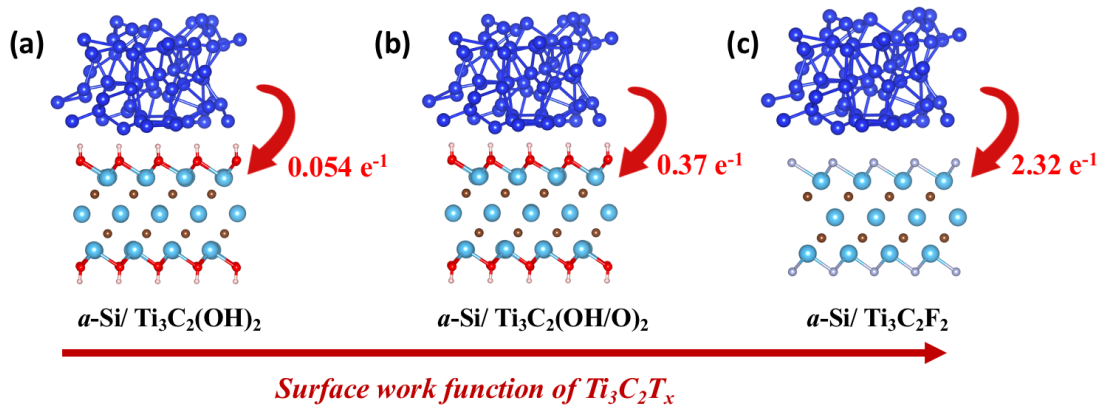 (a) (b) (c)
0.054 e⁻¹ 0.37 e⁻¹ 2.32 e⁻¹
a-Si/ Ti₃C₂(OH)₂ a-Si/ Ti₃C₂(OH/O)₂ a-Si/ Ti₃C₂F₂
Surface work function of Ti₃C₂Tₓ